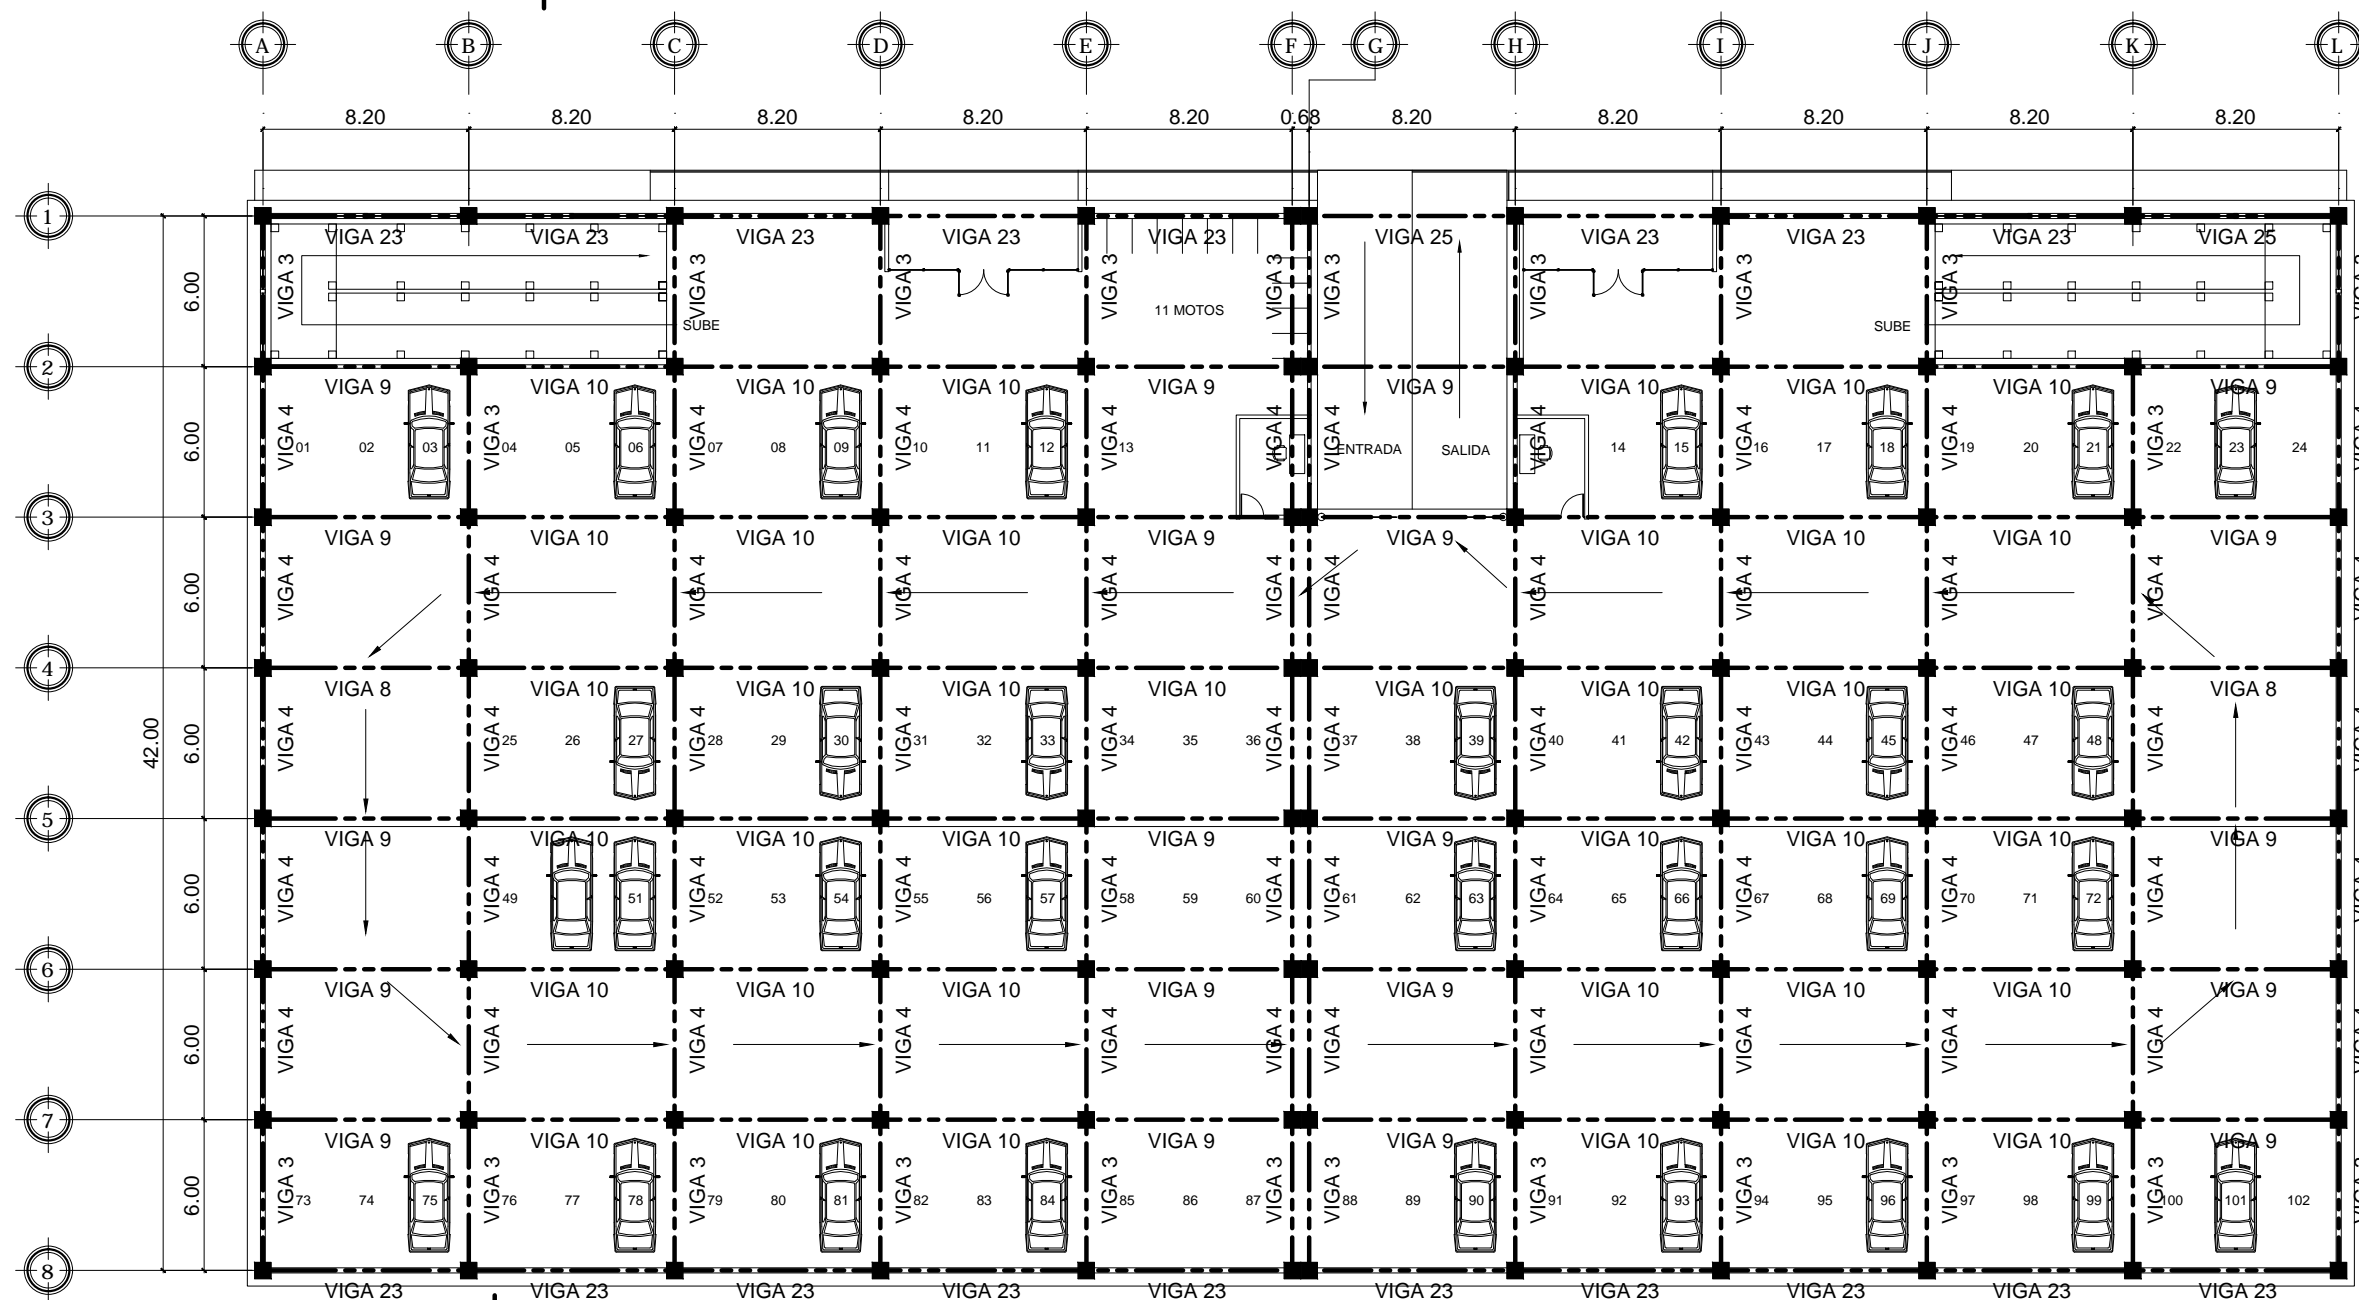 A B C D E F G H I J K L
8.20 8.20 8.20 8.20 8.20 0.68 8.20 8.20 8.20 8.20 8.20
1
VIGA 23 VIGA 23 VIGA 23 VIGA 23 VIGA 23 VIGA 25 VIGA 23 VIGA 23 VIGA 23 VIGA 25
6.00 VIGA 3 VIGA 3 VIGA 3 VIGA 3 VIGA 3 VIGA 3 VIGA 3 VIGA 3 VIGA 3 VIGA 3
11 MOTOS
SUBE SUBE
2
VIGA 9 VIGA 10 VIGA 10 VIGA 10 VIGA 9 VIGA 9 VIGA 10 VIGA 10 VIGA 10 VIGA 9
6.00 VIGA 4 VIGA 3 VIGA 4 VIGA 4 VIGA 4 VIGA 4 VIGA 4 VIGA 4 VIGA 4 VIGA 3 VIGA 4
01 02 03 04 05 06 07 08 09 10 11 12 13 ENTRADA SALIDA 14 15 16 17 18 19 20 21 22 23 24
3
VIGA 9 VIGA 10 VIGA 10 VIGA 10 VIGA 9 VIGA 9 VIGA 10 VIGA 10 VIGA 10 VIGA 9
6.00 VIGA 4 VIGA 4 VIGA 4 VIGA 4 VIGA 4 VIGA 4 VIGA 4 VIGA 4 VIGA 4 VIGA 4 VIGA 4 VIGA 4
4
VIGA 8 VIGA 10 VIGA 10 VIGA 10 VIGA 10 VIGA 10 VIGA 10 VIGA 10 VIGA 10 VIGA 8
42.00
6.00 VIGA 4 VIGA 4 VIGA 4 VIGA 4 VIGA 4 VIGA 4 VIGA 4 VIGA 4 VIGA 4 VIGA 4 VIGA 4 VIGA 4
25 26 27 28 29 30 31 32 33 34 35 36 37 38 39 40 41 42 43 44 45 46 47 48
5
VIGA 9 VIGA 10 VIGA 10 VIGA 10 VIGA 9 VIGA 9 VIGA 10 VIGA 10 VIGA 10 VIGA 9
6.00 VIGA 4 VIGA 4 VIGA 4 VIGA 4 VIGA 4 VIGA 4 VIGA 4 VIGA 4 VIGA 4 VIGA 4 VIGA 4 VIGA 4
49 51 52 53 54 55 56 57 58 59 60 61 62 63 64 65 66 67 68 69 70 71 72
6
VIGA 9 VIGA 10 VIGA 10 VIGA 10 VIGA 9 VIGA 9 VIGA 10 VIGA 10 VIGA 10 VIGA 9
6.00 VIGA 4 VIGA 4 VIGA 4 VIGA 4 VIGA 4 VIGA 4 VIGA 4 VIGA 4 VIGA 4 VIGA 4 VIGA 4 VIGA 4
7
VIGA 9 VIGA 10 VIGA 10 VIGA 10 VIGA 9 VIGA 9 VIGA 10 VIGA 10 VIGA 10 VIGA 9
6.00 VIGA 3 VIGA 3 VIGA 3 VIGA 3 VIGA 3 VIGA 3 VIGA 3 VIGA 3 VIGA 3 VIGA 3 VIGA 3 VIGA 3
73 74 75 76 77 78 79 80 81 82 83 84 85 86 87 88 89 90 91 92 93 94 95 96 97 98 99 100 101 102
8
VIGA 23 VIGA 23 VIGA 23 VIGA 23 VIGA 23 VIGA 23 VIGA 23 VIGA 23 VIGA 23 VIGA 23